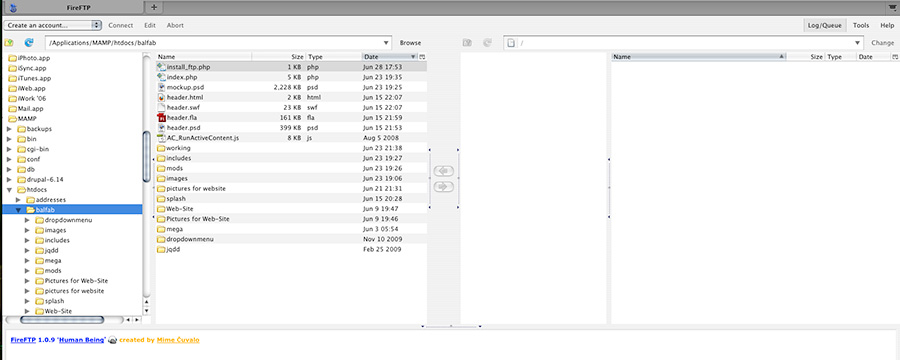 FireFTP
Create an account... Connect Edit Abort Log/Queue Tools Help
/Applications/MAMP/htdocs/balfab Browse / Change
iPhoto.app
iSync.app
iTunes.app
iWeb.app
iWork '06
Mail.app
MAMP
backups
bin
cgi-bin
conf
db
drupal-6.14
htdocs
addresses
balfab
dropdownmenu
images
includes
jqdd
mega
mods
Pictures for Web-Site
pictures for website
splash
Web-Site
Name Size Type Date
install_ftp.php 1 KB php Jun 28 17:53
index.php 5 KB php Jun 23 19:35
mockup.psd 2,228 KB psd Jun 23 19:25
header.html 2 KB html Jun 15 22:07
header.swf 23 KB swf Jun 15 22:07
header.fla 161 KB fla Jun 15 21:59
header.psd 399 KB psd Jun 15 21:53
AC_RunActiveContent.js 8 KB js Aug 5 2008
working Jun 23 21:38
includes Jun 23 19:27
mods Jun 23 19:26
images Jun 23 19:06
pictures for website Jun 21 21:31
splash Jun 15 20:28
Web-Site Jun 9 19:47
Pictures for Web-Site Jun 9 19:46
mega Jun 3 05:54
dropdownmenu Nov 10 2009
jqdd Feb 25 2009
Name Size Type Date
FireFTP 1.0.9 "Human Being" created by Mime Čuvalo